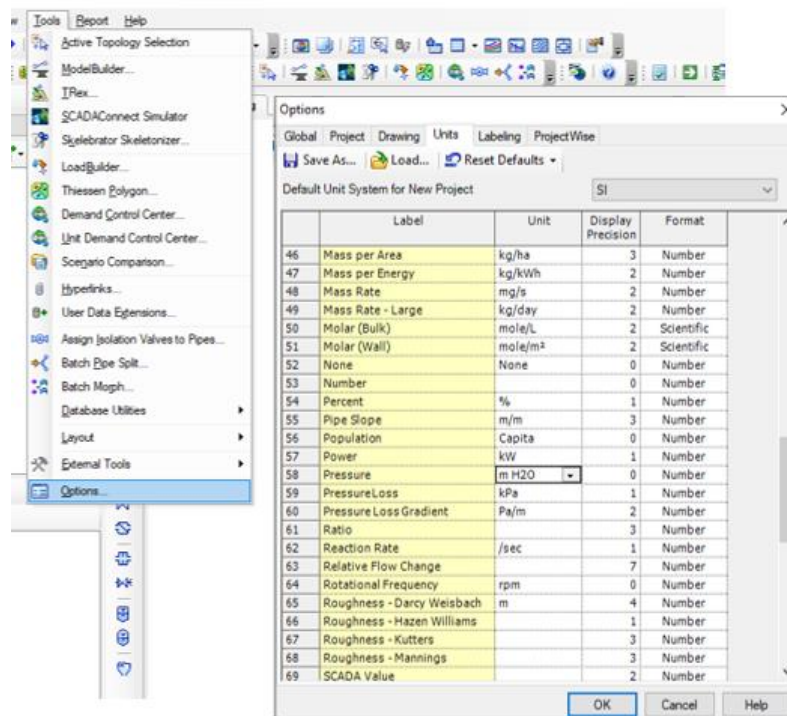 Tools Report Help
Active Topology Selection
ModelBuilder...
TRex...
SCADAConnect Simulator
Skelebrator Skeletonizer...
LoadBuilder...
Thiessen Polygon...
Demand Control Center...
Unit Demand Control Center...
Scenario Comparison...
Hyperlinks...
User Data Extensions...
Assign Isolation Valves to Pipes...
Batch Pipe Split...
Batch Morph...
Database Utilities
Layout
External Tools
Options...
Options
Global Project Drawing Units Labeling ProjectWise
Save As... Load... Reset Defaults
Default Unit System for New Project SI
Label Unit Display Precision Format
46 Mass per Area kg/ha 3 Number
47 Mass per Energy kg/kWh 2 Number
48 Mass Rate mg/s 2 Number
49 Mass Rate - Large kg/day 2 Number
50 Molar (Bulk) mole/L 2 Scientific
51 Molar (Wall) mole/m² 2 Scientific
52 None None 0 Number
53 Number 0 Number
54 Percent % 1 Number
55 Pipe Slope m/m 3 Number
56 Population Capita 0 Number
57 Power kW 1 Number
58 Pressure m H2O 0 Number
59 PressureLoss kPa 1 Number
60 Pressure Loss Gradient Pa/m 2 Number
61 Ratio 3 Number
62 Reaction Rate /sec 1 Number
63 Relative Flow Change 7 Number
64 Rotational Frequency rpm 0 Number
65 Roughness - Darcy Weisbach m 4 Number
66 Roughness - Hazen Williams 1 Number
67 Roughness - Kutters 3 Number
68 Roughness - Mannings 3 Number
69 SCADA Value 2 Number
OK Cancel Help